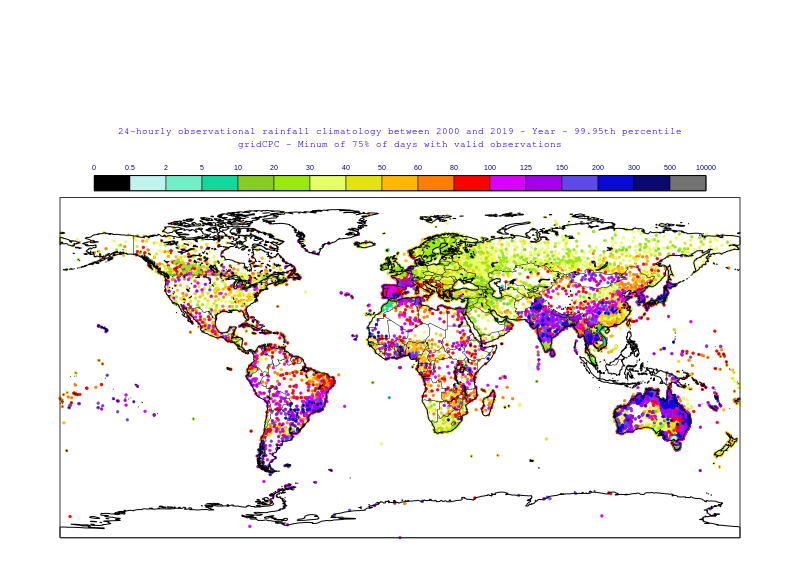 24-hourly observational rainfall climatology between 2000 and 2019 - Year - 99.95th percentile
gridCPC - Minum of 75% of days with valid observations
0 0.5 2 5 10 20 30 40 50 60 80 100 125 150 200 300 500 10000